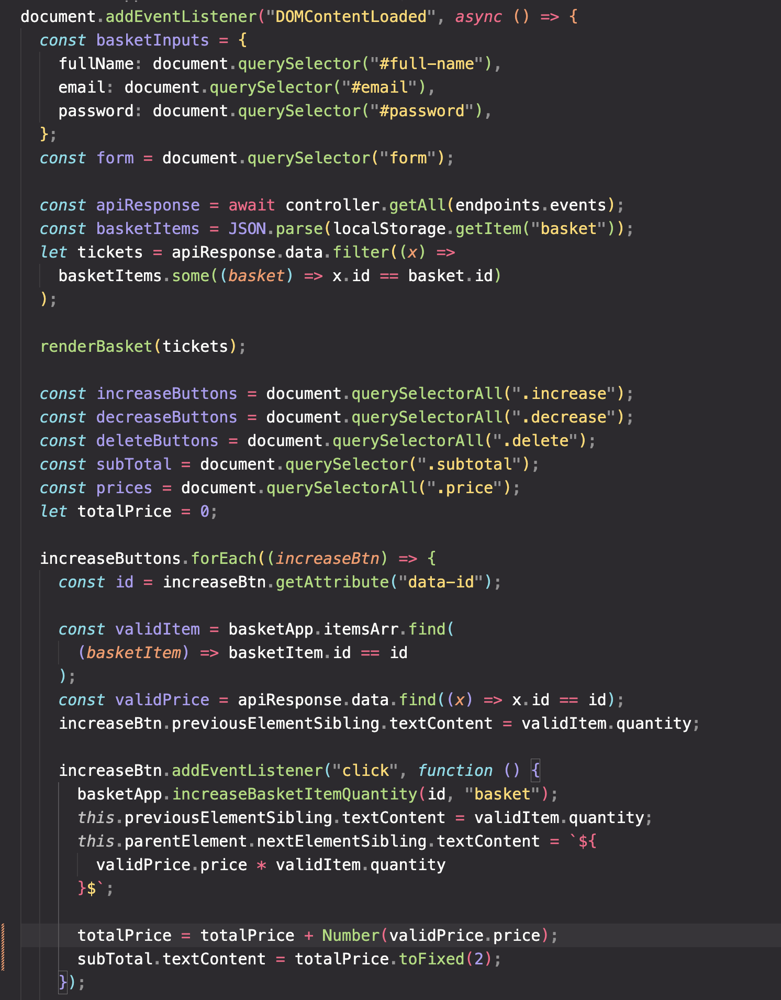 document.addEventListener("DOMContentLoaded", async () => {
  const basketInputs = {
    fullName: document.querySelector("#full-name"),
    email: document.querySelector("#email"),
    password: document.querySelector("#password"),
  };
  const form = document.querySelector("form");

  const apiResponse = await controller.getAll(endpoints.events);
  const basketItems = JSON.parse(localStorage.getItem("basket"));
  let tickets = apiResponse.data.filter((x) =>
    basketItems.some((basket) => x.id == basket.id)
  );

  renderBasket(tickets);

  const increaseButtons = document.querySelectorAll(".increase");
  const decreaseButtons = document.querySelectorAll(".decrease");
  const deleteButtons = document.querySelectorAll(".delete");
  const subTotal = document.querySelector(".subtotal");
  const prices = document.querySelectorAll(".price");
  let totalPrice = 0;

  increaseButtons.forEach((increaseBtn) => {
    const id = increaseBtn.getAttribute("data-id");

    const validItem = basketApp.itemsArr.find(
      (basketItem) => basketItem.id == id
    );
    const validPrice = apiResponse.data.find((x) => x.id == id);
    increaseBtn.previousElementSibling.textContent = validItem.quantity;

    increaseBtn.addEventListener("click", function () {
      basketApp.increaseBasketItemQuantity(id, "basket");
      this.previousElementSibling.textContent = validItem.quantity;
      this.parentElement.nextElementSibling.textContent = `${
        validPrice.price * validItem.quantity
      }$`;

      totalPrice = totalPrice + Number(validPrice.price);
      subTotal.textContent = totalPrice.toFixed(2);
    });